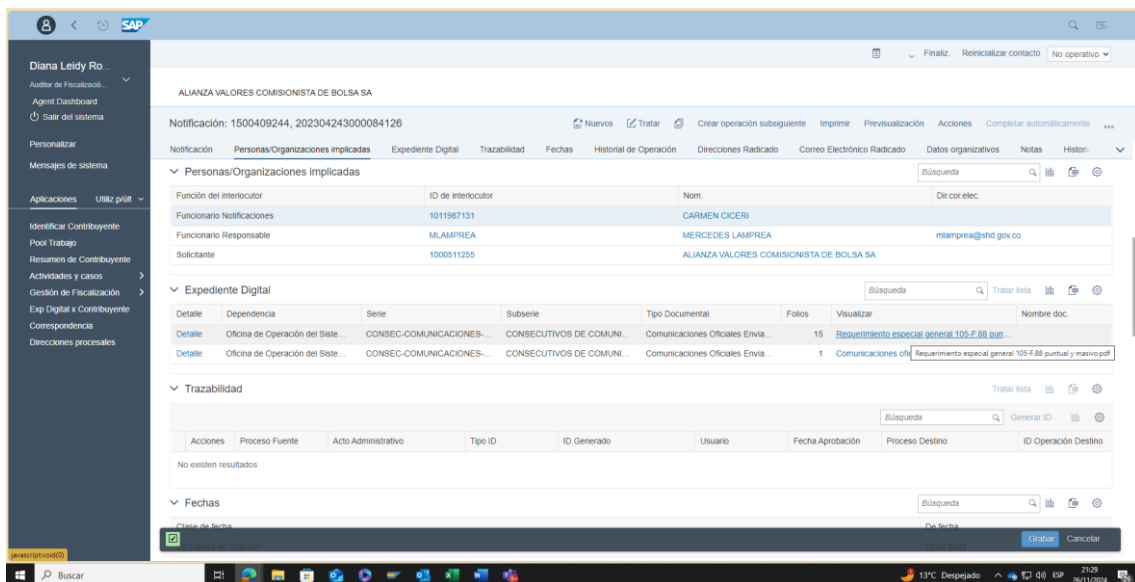 8
SAP
Diana Leidy Ro...
Auditor de Fiscalizació...
Agent Dashboard
Salir del sistema
Personalizar
Mensajes de sistema
Aplicaciones Utiliz.p/últ
Identificar Contribuyente
Pool Trabajo
Resumen de Contribuyente
Actividades y casos
Gestión de Fiscalización
Exp Digital x Contribuyente
Correspondencia
Direcciones procesales
Finaliz. Reinicializar contacto No operativo
ALIANZA VALORES COMISIONISTA DE BOLSA SA
Notificación: 1500409244, 202304243000084126
Nuevos Tratar Crear operación subsiguiente Imprimir Previsualización Acciones Completar automáticamente ...
Notificación Personas/Organizaciones implicadas Expediente Digital Trazabilidad Fechas Historial de Operación Direcciones Radicado Correo Electrónico Radicado Datos organizativos Notas Histori
Personas/Organizaciones implicadas Búsqueda
Función del interlocutor ID de interlocutor Nom. Dir.cor.elec.
Funcionario Notificaciones 1011987131 CARMEN CICERI
Funcionario Responsable MLAMPREA MERCEDES LAMPREA mlamprea@shd.gov.co
Solicitante 1000511255 ALIANZA VALORES COMISIONISTA DE BOLSA SA
Expediente Digital Búsqueda Tratar lista
Detalle Dependencia Serie Subserie Tipo Documental Folios Visualizar Nombre doc.
Detalle Oficina de Operación del Siste... CONSEC-COMUNICACIONES-... CONSECUTIVOS DE COMUNI... Comunicaciones Oficiales Envia... 15 Requerimiento especial general 105-F.88 pun...
Detalle Oficina de Operación del Siste... CONSEC-COMUNICACIONES-... CONSECUTIVOS DE COMUNI... Comunicaciones Oficiales Envia... 1 Comunicaciones ofic
Requerimiento especial general 105-F.88 puntual y masivo.pdf
Trazabilidad Tratar lista
Búsqueda Generar ID
Acciones Proceso Fuente Acto Administrativo Tipo ID ID Generado Usuario Fecha Aprobación Proceso Destino ID Operación Destino
No existen resultados
Fechas Búsqueda
Clase de fecha De fecha
Grabar Cancelar
javascript:void(0)
Buscar
13°C Despejado ESP 21:29
26/11/2024